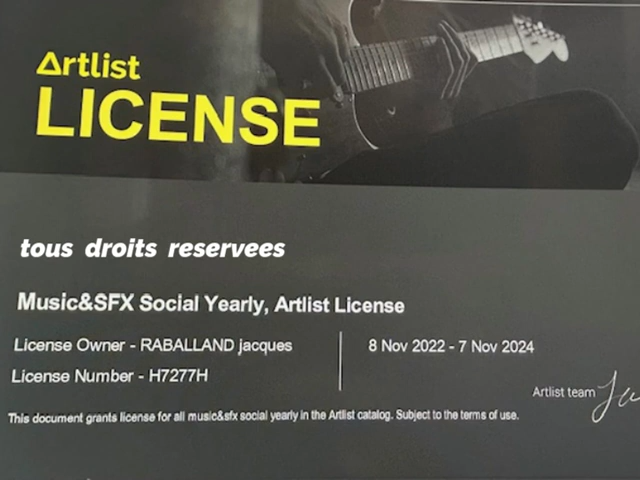 Artlist
LICENSE
tous droits reservees
Music&SFX Social Yearly, Artlist License
License Owner - RABALLAND jacques
8 Nov 2022 - 7 Nov 2024
License Number - H7277H
Artlist team
This document grants license for all music&sfx social yearly in the Artlist catalog. Subject to the terms of use.